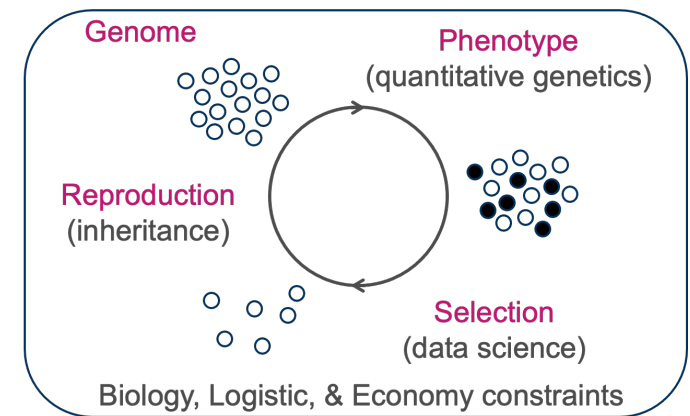 Genome
Phenotype
(quantitative genetics)
Reproduction
(inheritance)
Selection
(data science)
Biology, Logistic, & Economy constraints